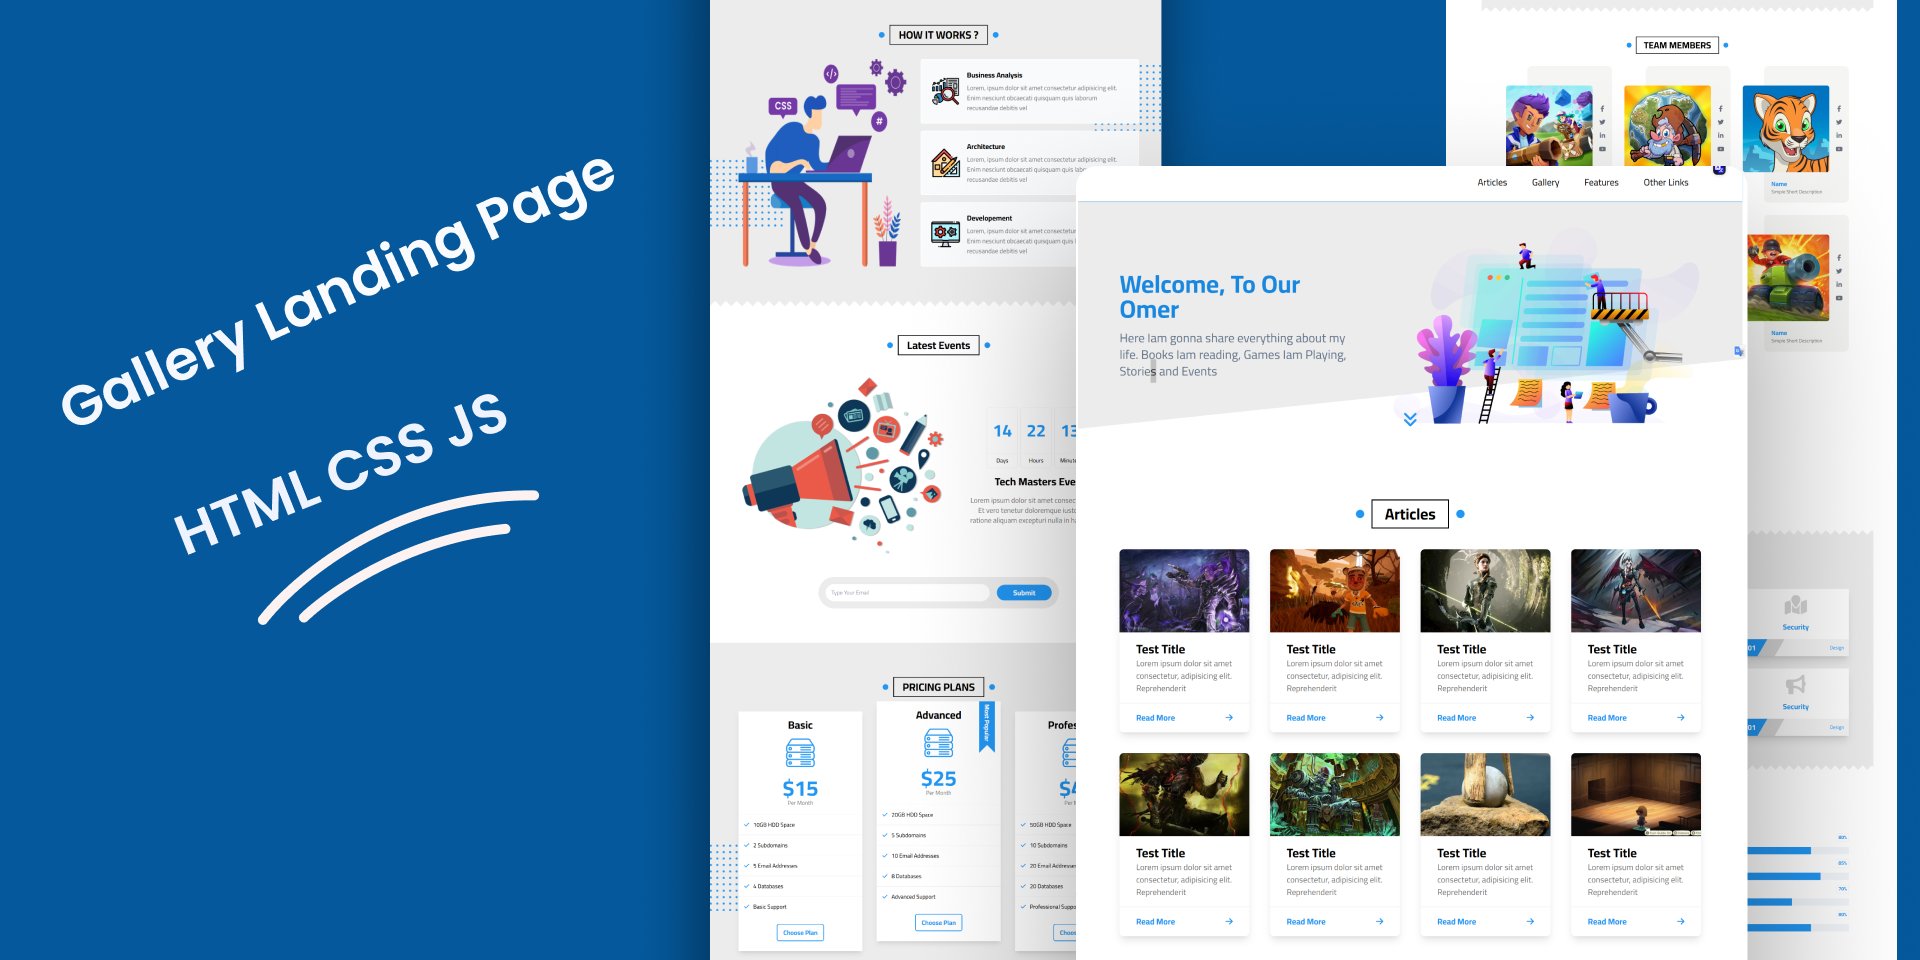 Gallery Landing Page
HTML CSS JS
HOW IT WORKS ?
CSS
</>
#
Business Analysis
Lorem, ipsum dolor sit amet consectetur adipisicing elit.
Enim nesciunt obcaecati quisquam quis laborum
recusandae debitis vel
Architecture
Lorem, ipsum dolor sit amet consectetur adipisicing elit.
Enim nesciunt obcaecati quisquam quis
recusandae debitis vel
Developement
Lorem, ipsum dolor sit amet consectetur
Enim nesciunt obcaecati quisquam quis
recusandae debitis vel
Latest Events
14
22
13
Days
Hours
Tech Masters
Lorem ipsum dolor sit amet
Et vero tenetur doloremque
ratione aliquam excepturi nulla in
Type Your Email
Submit
PRICING PLANS
Basic
$15
Per Month
10GB HDD Space
2 Subdomains
5 Email Addresses
4 Databases
Basic Support
Choose Plan
Advanced
Most Popular
$25
Per Month
20GB HDD Space
5 Subdomains
10 Email Addresses
8 Databases
Advanced Support
Choose Plan
50GB HDD Space
10 Subdomains
20 Email Addresses
20 Databases
Professional
TEAM MEMBERS
Name
Simple Short Description
Name
Simple Short Description
Articles
Gallery
Features
Other Links
Welcome, To Our
Omer
Here Iam gonna share everything about my
life. Books Iam reading, Games Iam Playing,
Stories and Events
Articles
Test Title
Lorem ipsum dolor sit amet
consectetur, adipisicing elit.
Reprehenderit
Read More
Test Title
Lorem ipsum dolor sit amet
consectetur, adipisicing elit.
Reprehenderit
Read More
Test Title
Lorem ipsum dolor sit amet
consectetur, adipisicing elit.
Reprehenderit
Read More
Test Title
Lorem ipsum dolor sit amet
consectetur, adipisicing elit.
Reprehenderit
Read More
Test Title
Lorem ipsum dolor sit amet
consectetur, adipisicing elit.
Reprehenderit
Read More
Test Title
Lorem ipsum dolor sit amet
consectetur, adipisicing elit.
Reprehenderit
Read More
Test Title
Lorem ipsum dolor sit amet
consectetur, adipisicing elit.
Reprehenderit
Read More
Test Title
Lorem ipsum dolor sit amet
consectetur, adipisicing elit.
Reprehenderit
Read More
Security
01
Design
Security
01
Design
80%
85%
70%
80%